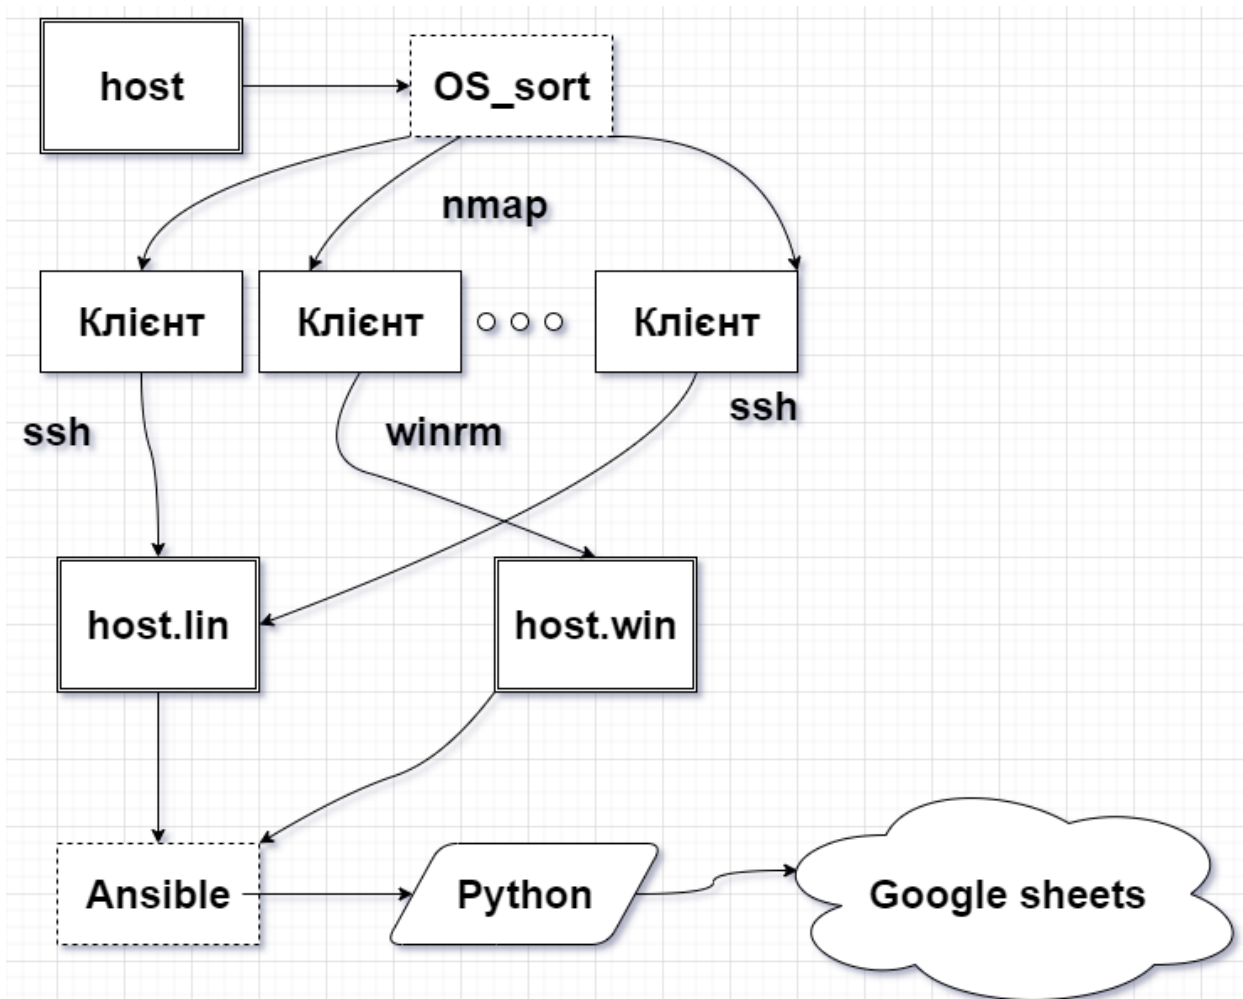 host
OS_sort
nmap
Клієнт
Клієнт
Клієнт
ssh
winrm
ssh
host.lin
host.win
Ansible
Python
Google sheets